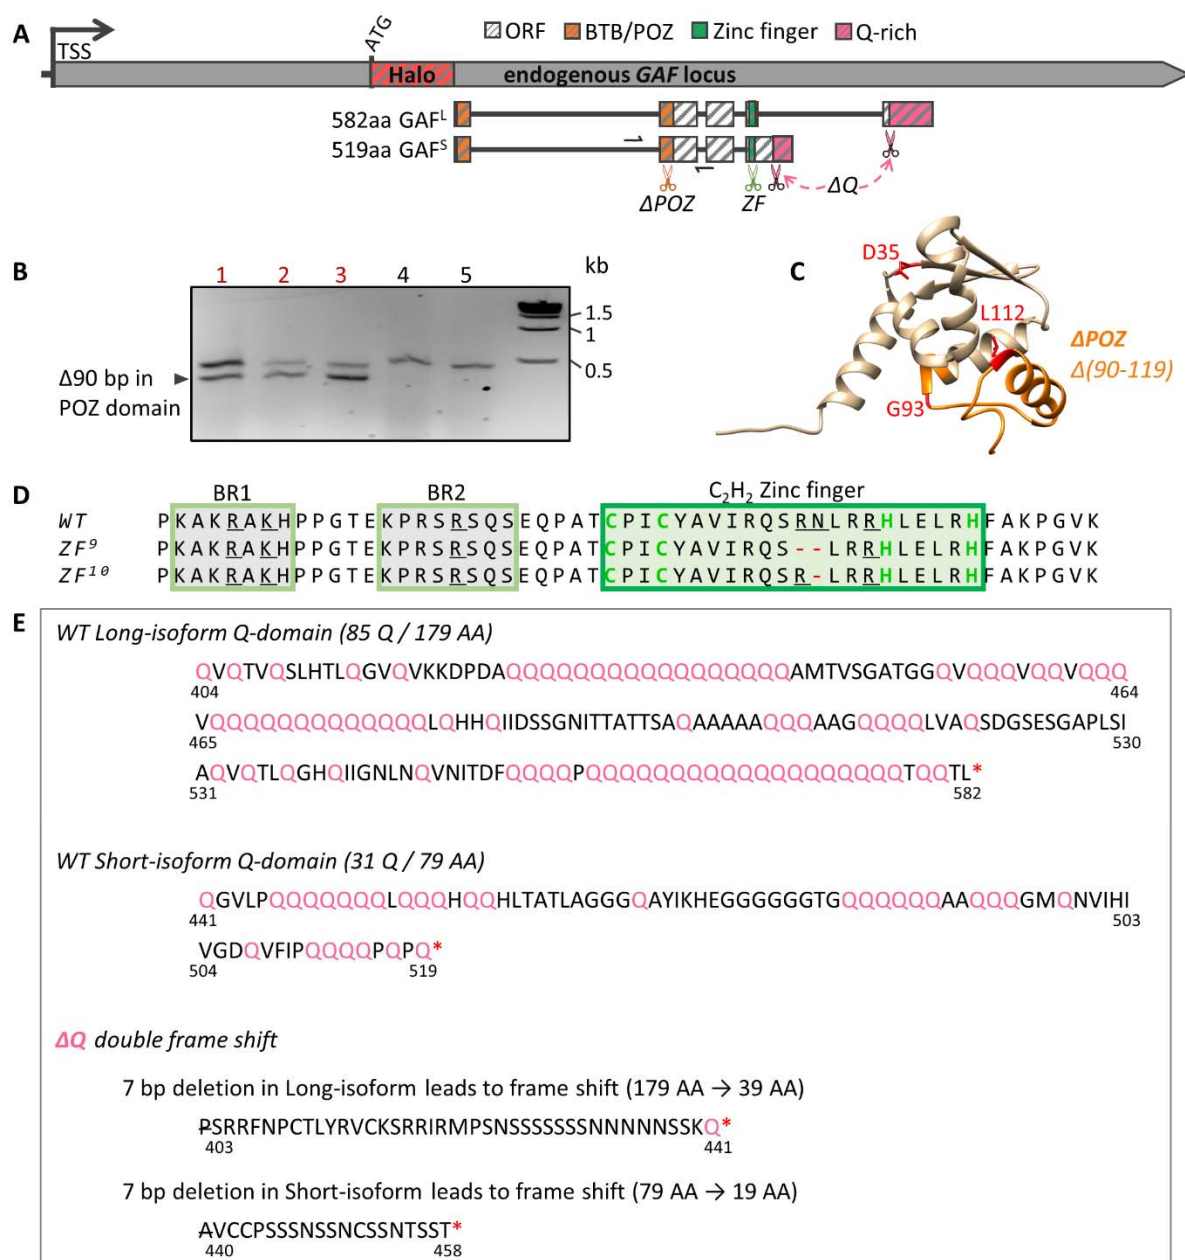 A
TSS
ATG
ORF BTB/POZ Zinc finger Q-rich
Halo endogenous GAF locus
582aa GAFᴸ
519aa GAFˢ
ΔPOZ ZF ΔQ
B
1 2 3 4 5 kb
1.5
1
0.5
Δ90 bp in
POZ domain
C
D35
L112
G93
ΔPOZ
Δ(90-119)
D
BR1 BR2 C₂H₂ Zinc finger
WT PKAKRAKHPPGTEKPRSRSQSEQPATCPICYAVIRQSRNLRRHLELRHFAKPGVK
ZF⁹ PKAKRAKHPPGTEKPRSRSQSEQPATCPICYAVIRQS--LRRHLELRHFAKPGVK
ZF¹⁰ PKAKRAKHPPGTEKPRSRSQSEQPATCPICYAVIRQSR-LRRHLELRHFAKPGVK
E
WT Long-isoform Q-domain (85 Q / 179 AA)
QVQTVQSLHTLQGVQVKKDPDAQQQQQQQQQQQQQQQQQAMTVSGATGGQVQQQVQQVQQQ
404 464
VQQQQQQQQQQQQQLQHHQIIDSSGNITTATTSAQAAAAAQQQAAGQQQQLVAQSDGSESGAPLSI
465 530
AQVQTLQGHQIIGNLNQVNITDFQQQQPQQQQQQQQQQQQQQQQQQQTQQTL*
531 582
WT Short-isoform Q-domain (31 Q / 79 AA)
QGVLPQQQQQQQLQQQHQQHLTATLAGGGQAYIKHEGGGGGGTGQQQQQQAAQQQGMQNVIHI
441 503
VGDQVFIPQQQQPQPQ*
504 519
ΔQ double frame shift
7 bp deletion in Long-isoform leads to frame shift (179 AA → 39 AA)
PSRRFNPCTLYRVCKSRRIRMPSNSSSSSSSNNNNNSSKQ*
403 441
7 bp deletion in Short-isoform leads to frame shift (79 AA → 19 AA)
AVCCPSSSNSSNCSSNTSST*
440 458